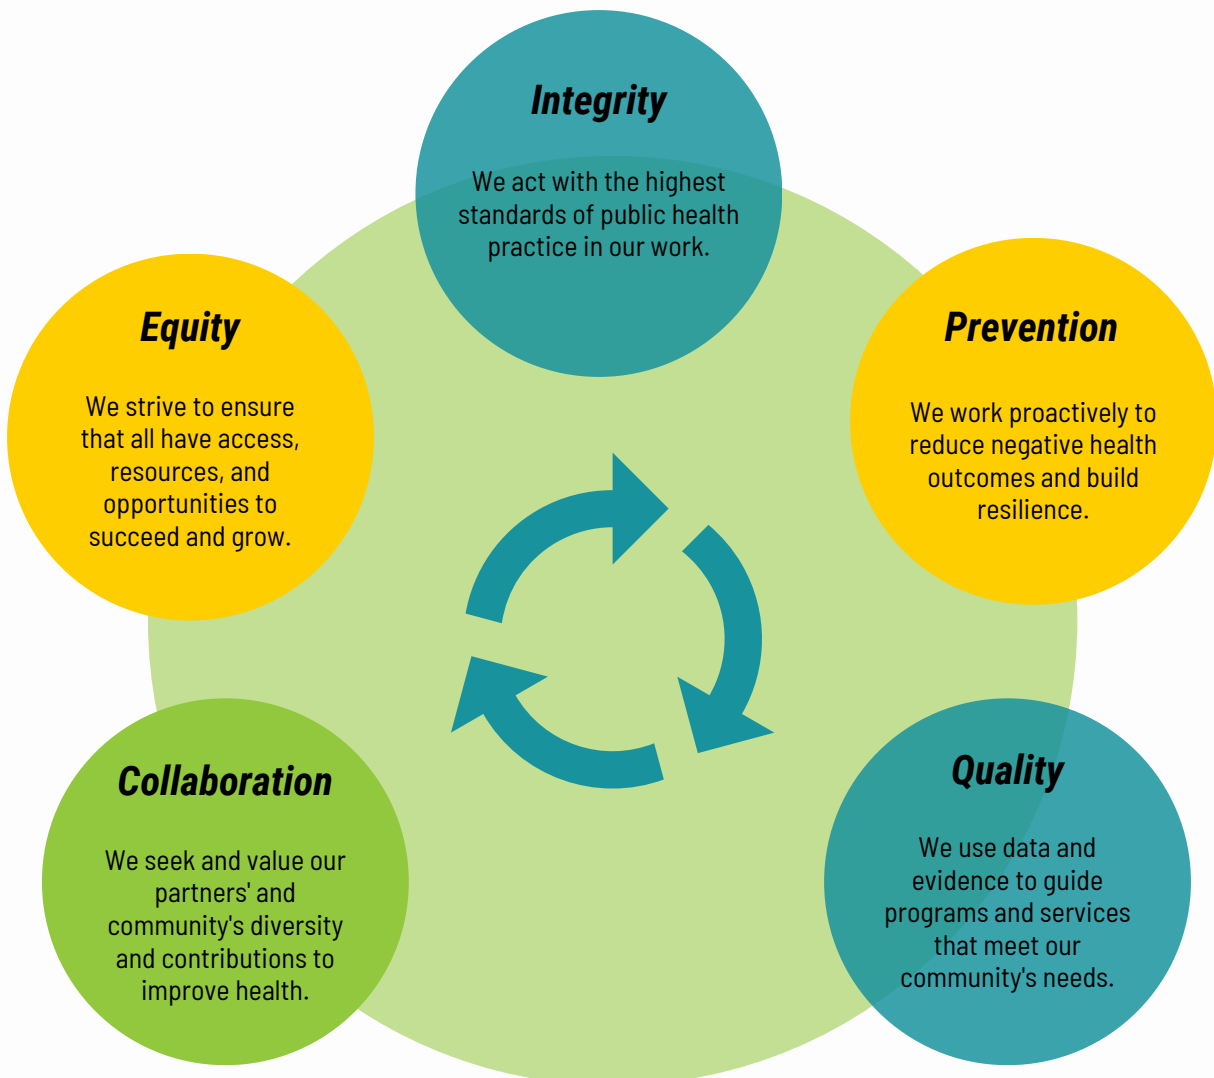 Integrity
We act with the highest
standards of public health
practice in our work.
Equity
We strive to ensure
that all have access,
resources, and
opportunities to
succeed and grow.
Prevention
We work proactively to
reduce negative health
outcomes and build
resilience.
Collaboration
We seek and value our
partners' and
community's diversity
and contributions to
improve health.
Quality
We use data and
evidence to guide
programs and services
that meet our
community's needs.